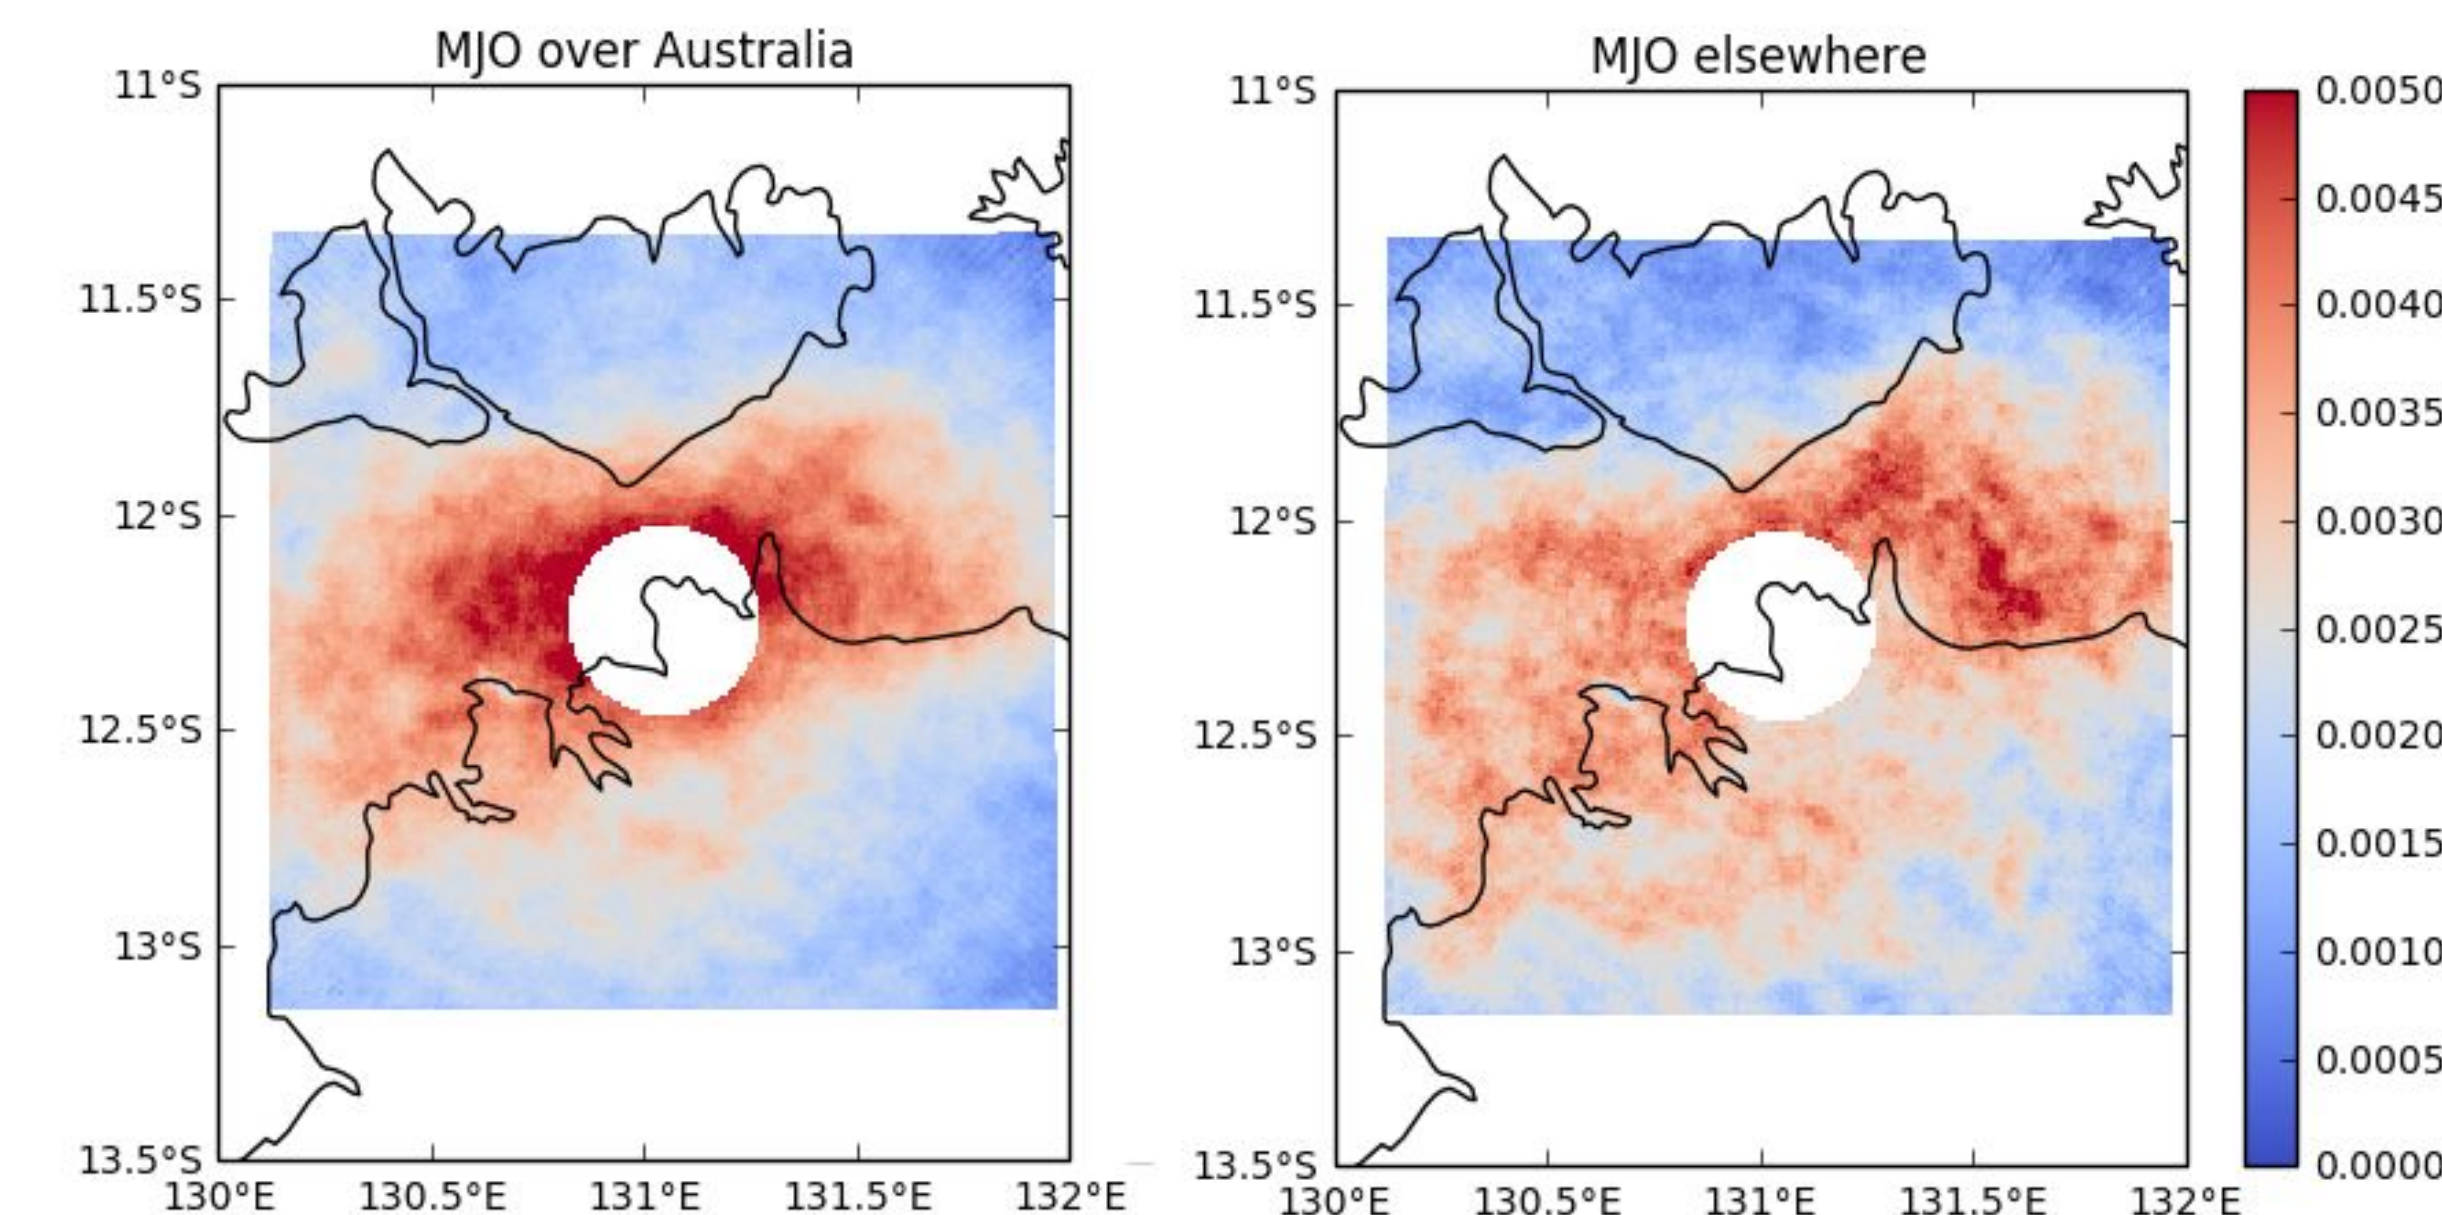 MJO over Australia
11°S
11.5°S
12°S
12.5°S
13°S
13.5°S
130°E 130.5°E 131°E 131.5°E 132°E
MJO elsewhere
11°S
11.5°S
12°S
12.5°S
13°S
13.5°S
130°E 130.5°E 131°E 131.5°E 132°E
0.0050
0.0045
0.0040
0.0035
0.0030
0.0025
0.0020
0.0015
0.0010
0.0005
0.0000